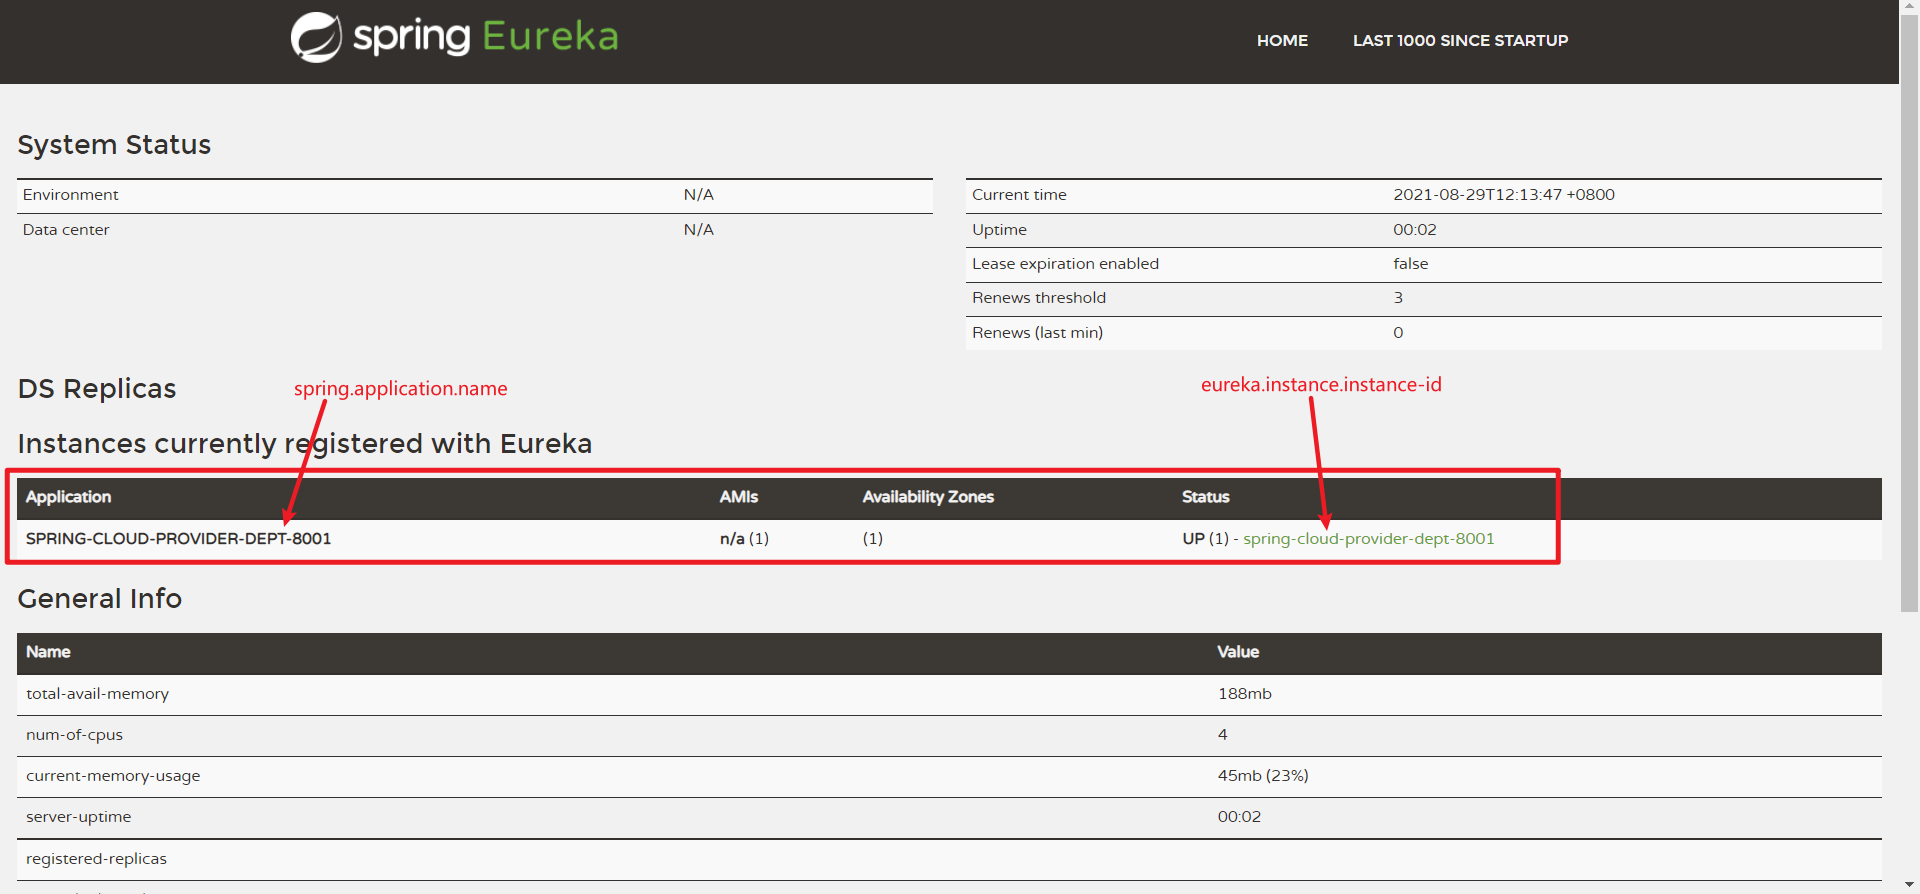 spring Eureka
HOME LAST 1000 SINCE STARTUP
System Status
Environment N/A
Data center N/A
Current time 2021-08-29T12:13:47 +0800
Uptime 00:02
Lease expiration enabled false
Renews threshold 3
Renews (last min) 0
DS Replicas
spring.application.name
eureka.instance.instance-id
Instances currently registered with Eureka
Application AMIs Availability Zones Status
SPRING-CLOUD-PROVIDER-DEPT-8001 n/a (1) (1) UP (1) - spring-cloud-provider-dept-8001
General Info
Name Value
total-avail-memory 188mb
num-of-cpus 4
current-memory-usage 45mb (23%)
server-uptime 00:02
registered-replicas